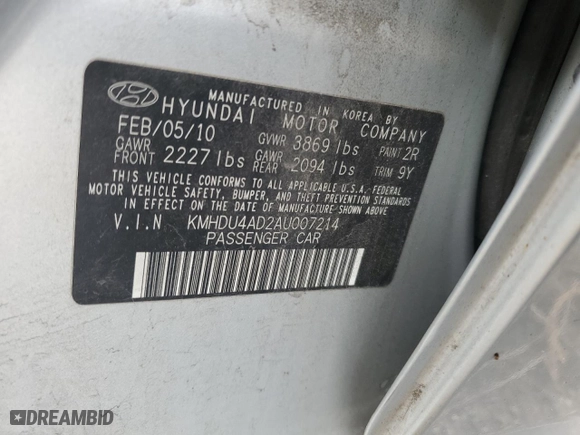 MANUFACTURED IN KOREA BY
HYUNDAI MOTOR COMPANY
FEB/05/10 GVWR 3869 lbs PAINT 2R
GAWR FRONT 2227 lbs GAWR REAR 2094 lbs TRIM 9Y
THIS VEHICLE CONFORMS TO ALL APPLICABLE U.S.A. FEDERAL
MOTOR VEHICLE SAFETY, BUMPER, AND THEFT PREVENTION STANDARDS
IN EFFECT ON THE DATE OF MANUFACTURE SHOWN ABOVE.
V.I.N KMHDU4AD2AU007214
PASSENGER CAR
DREAMBID